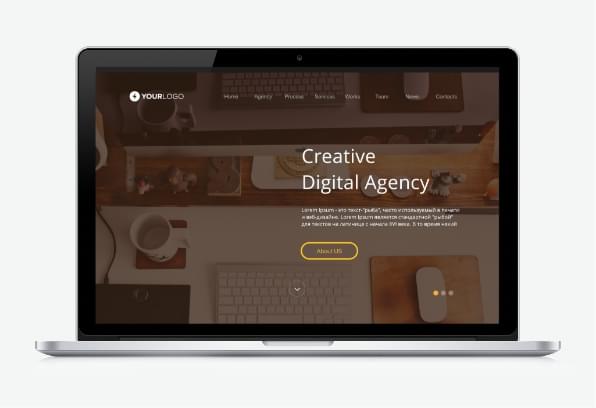 YOURLOGO
Home Agency Process Services Works Team News Contacts
Creative
Digital Agency
Lorem Ipsum - это текст-"рыба", часто используемый в печати
и вэб-дизайне. Lorem Ipsum является стандартной "рыбой"
для текстов на латинице с начала XVI века. В то время некий
About US